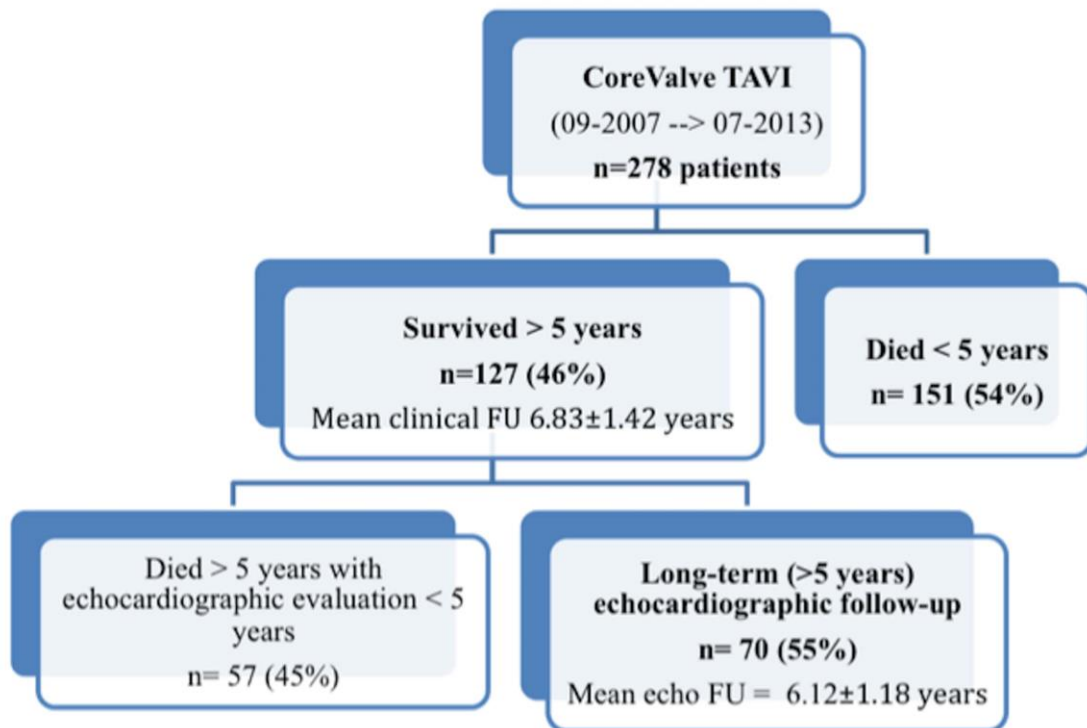 CoreValve TAVI
(09-2007 --> 07-2013)
n=278 patients
Survived > 5 years
n=127 (46%)
Mean clinical FU 6.83±1.42 years
Died < 5 years
n= 151 (54%)
Died > 5 years with
echocardiographic evaluation < 5
years
n= 57 (45%)
Long-term (>5 years)
echocardiographic follow-up
n= 70 (55%)
Mean echo FU = 6.12±1.18 years